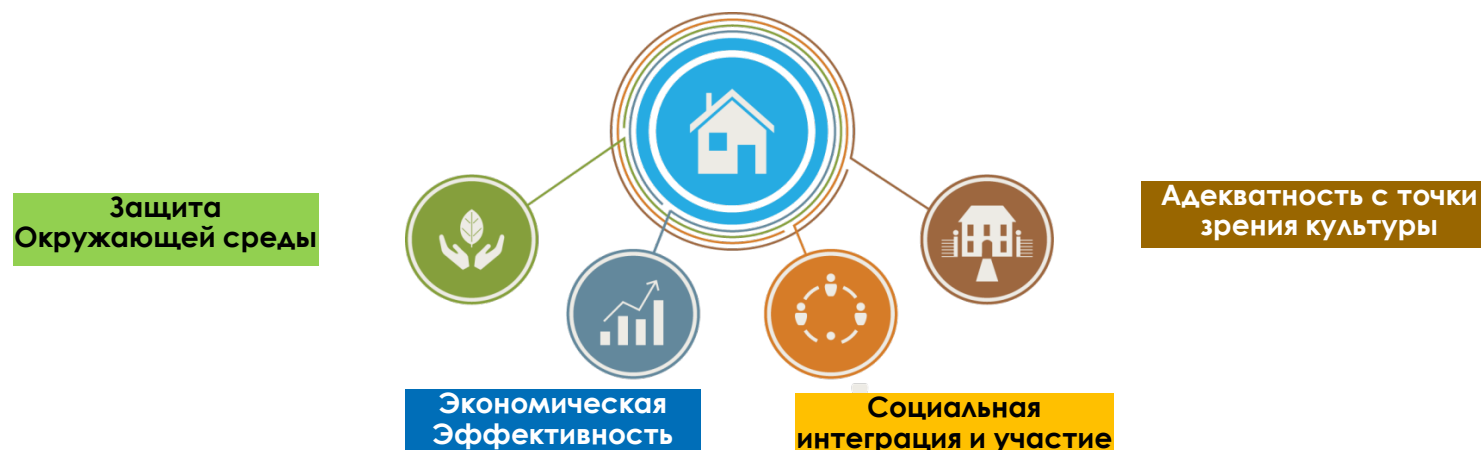 Защита
Окружающей среды
Адекватность с точки
зрения культуры
Экономическая
Эффективность
Социальная
интеграция и участие